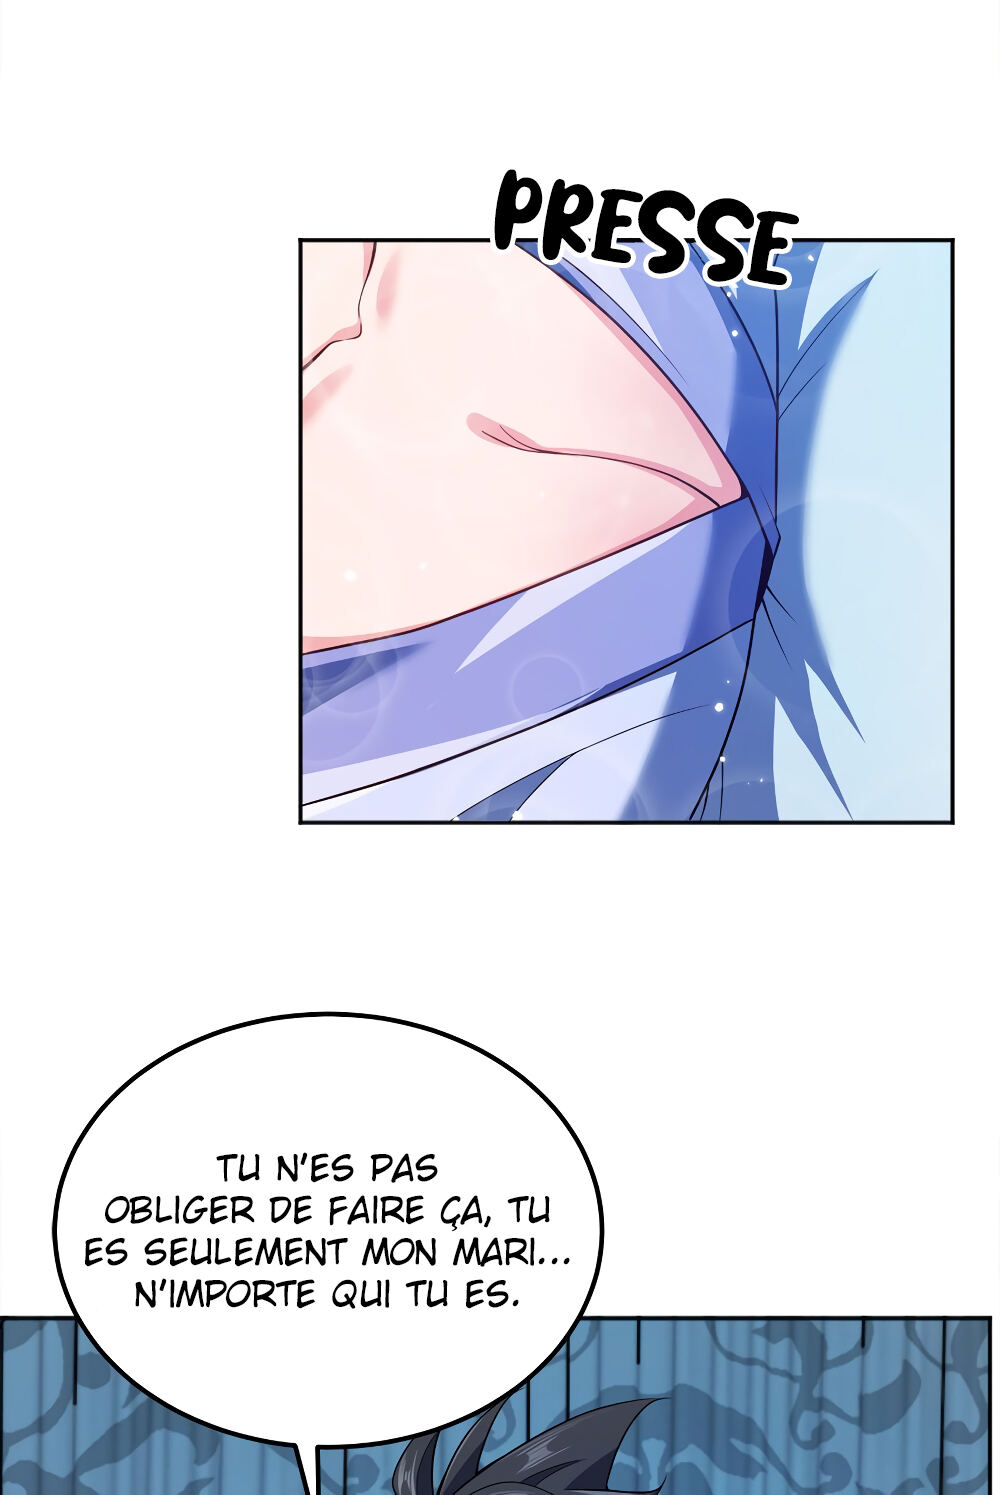 PRESSE
TU N'ES PAS
OBLIGER DE FAIRE ÇA, TU
ES SEULEMENT MON MARI...
N'IMPORTE QUI TU ES.